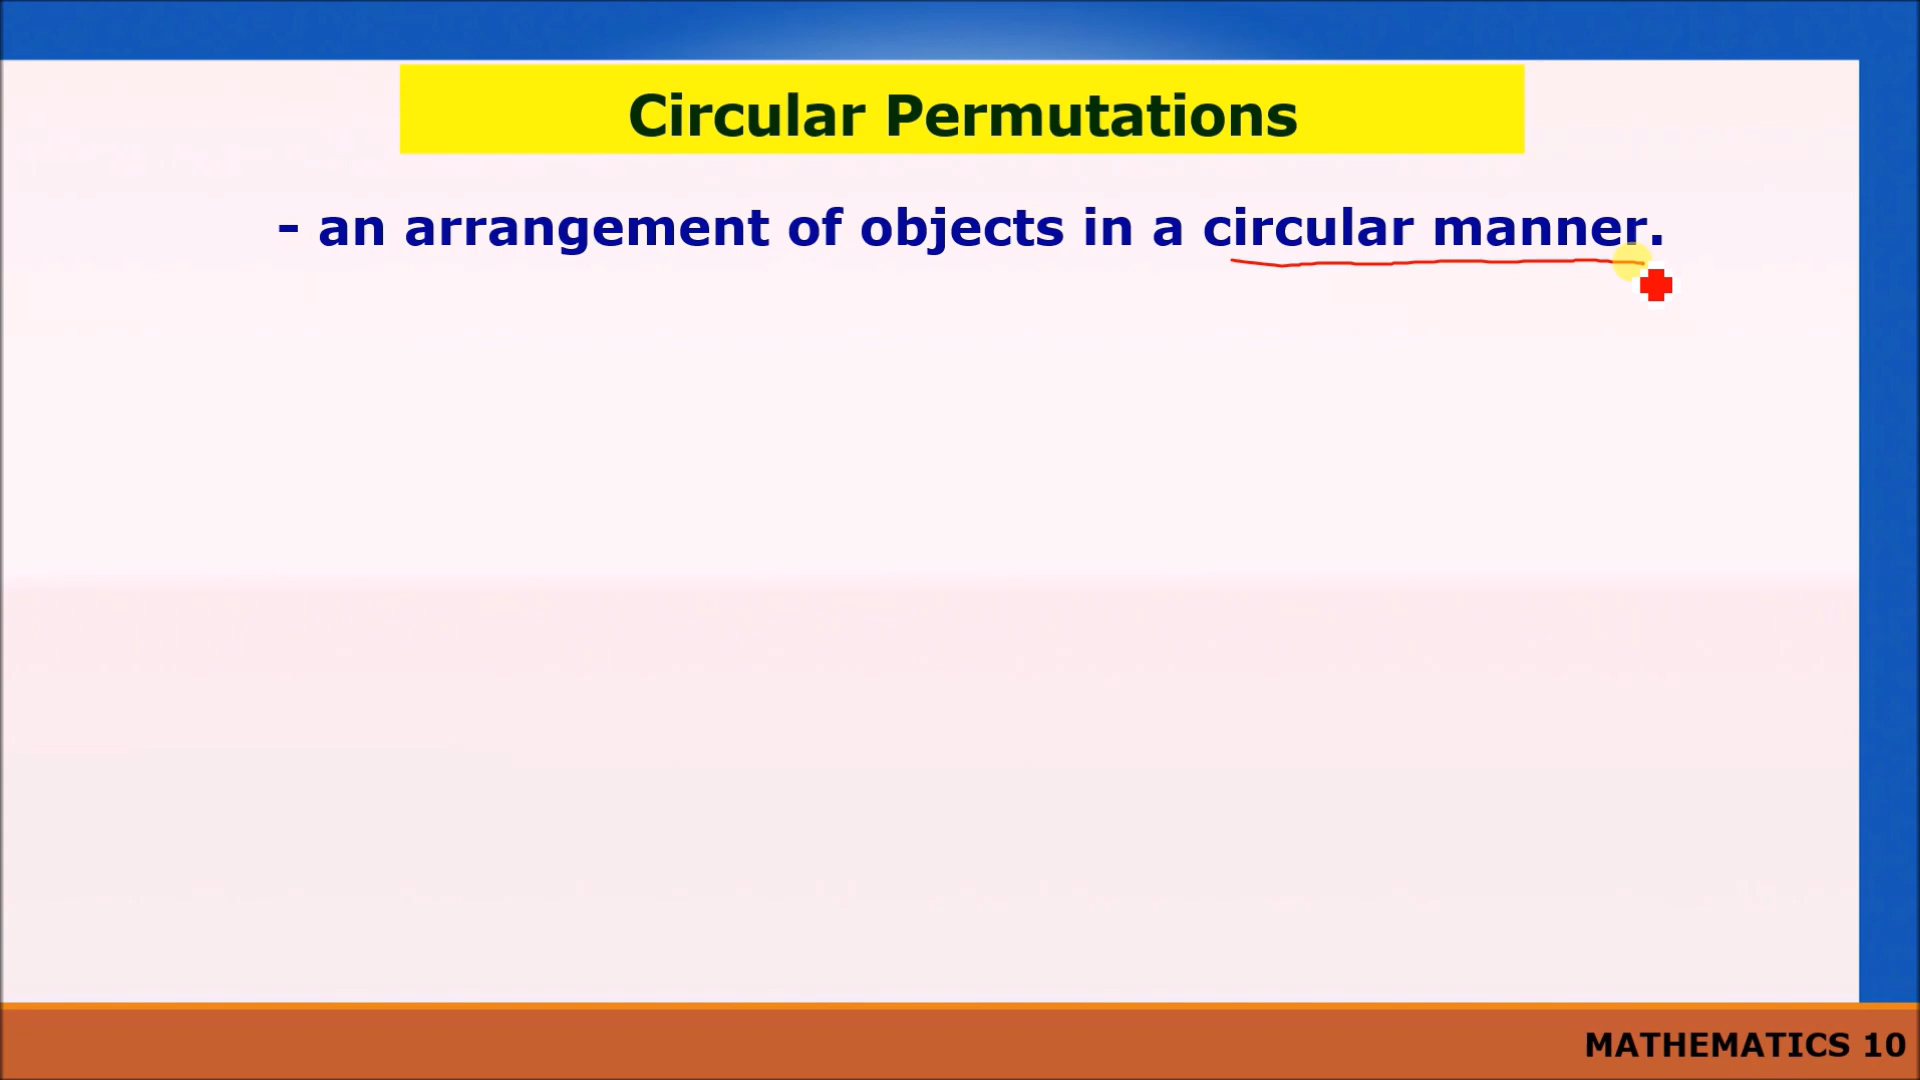 Circular Permutations
- an arrangement of objects in a circular manner.
MATHEMATICS 10